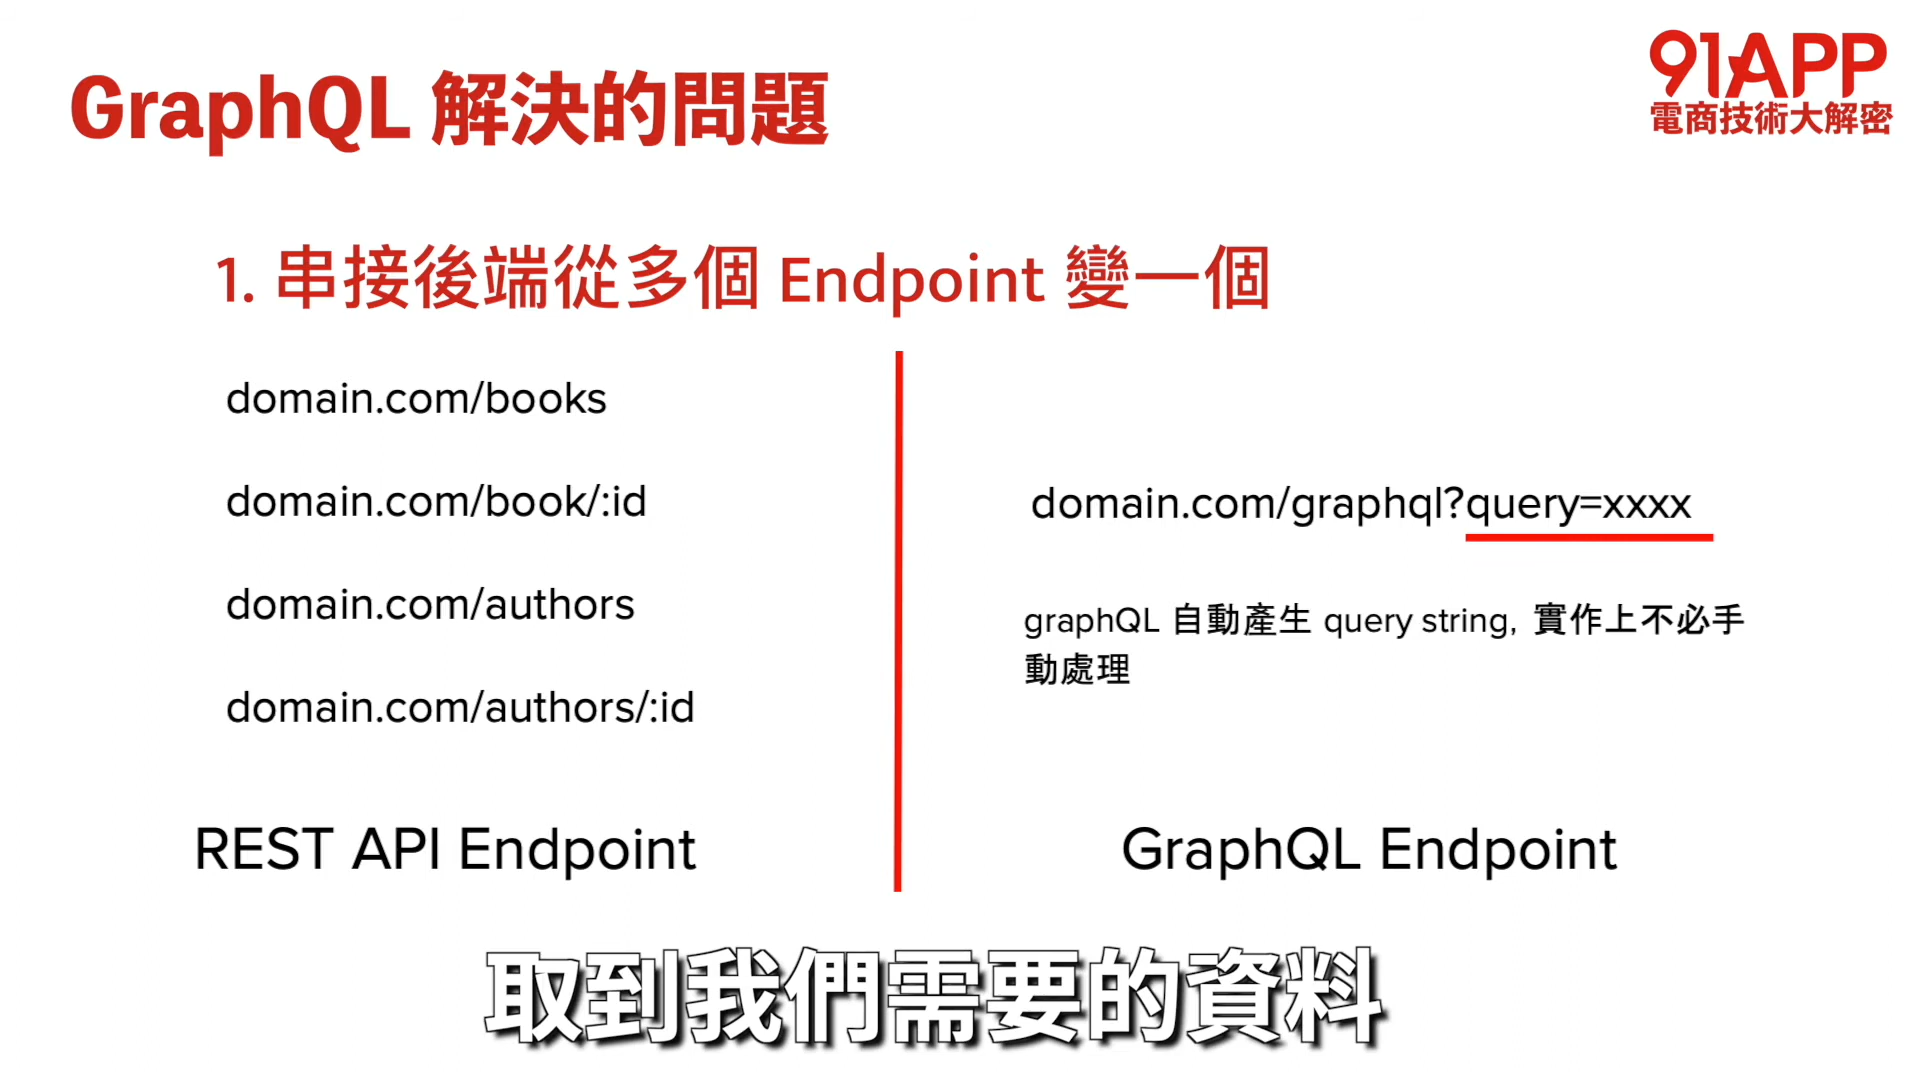 GraphQL 解決的問題
91APP
電商技術大解密
1. 串接後端從多個 Endpoint 變一個
domain.com/books
domain.com/book/:id
domain.com/authors
domain.com/authors/:id
REST API Endpoint
domain.com/graphql?query=xxxx
graphQL 自動產生 query string, 實作上不必手
動處理
GraphQL Endpoint
取到我們需要的資料